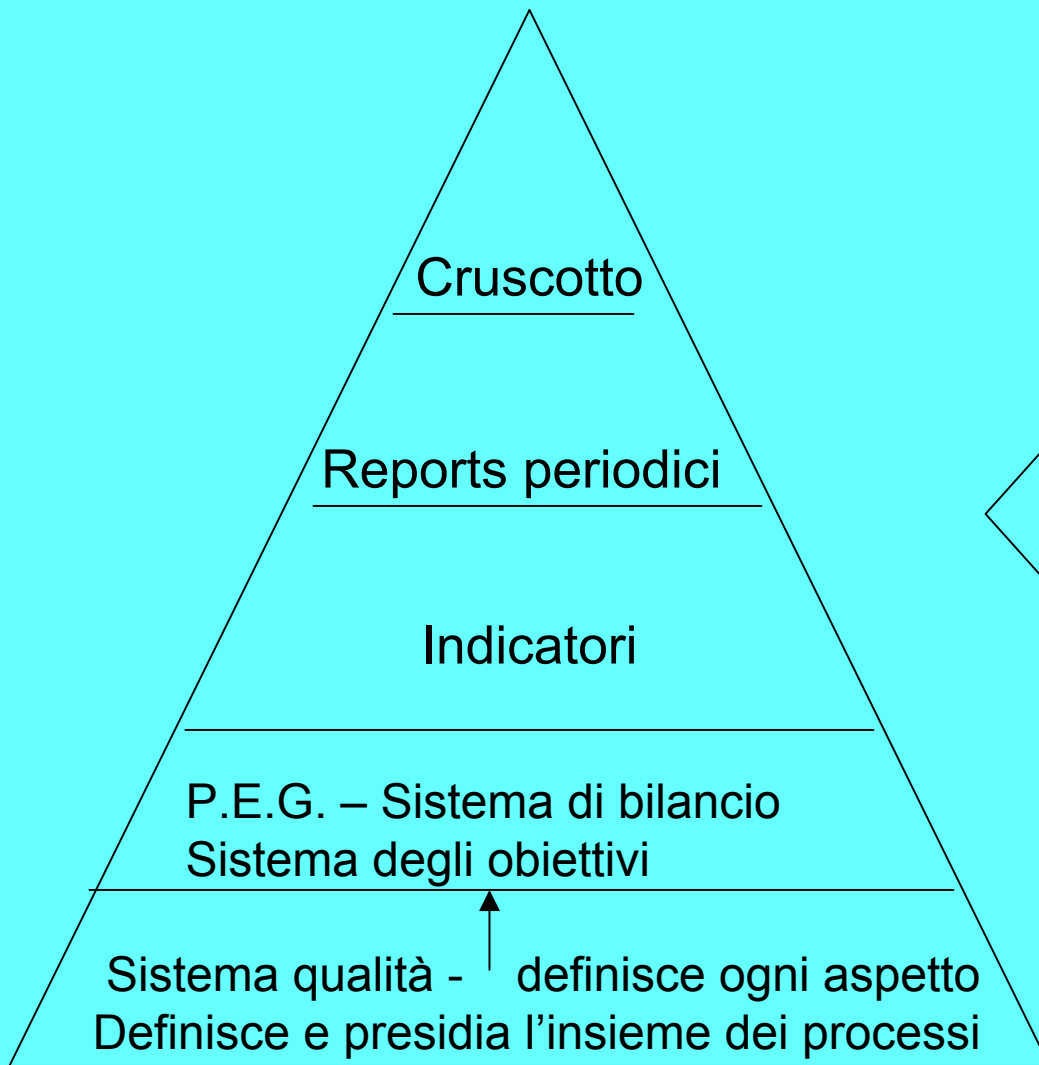 Cruscotto
Reports periodici
Indicatori
P.E.G. – Sistema di bilancio
Sistema degli obiettivi
Sistema qualità - definisce ogni aspetto
Definisce e presidia l’insieme dei processi